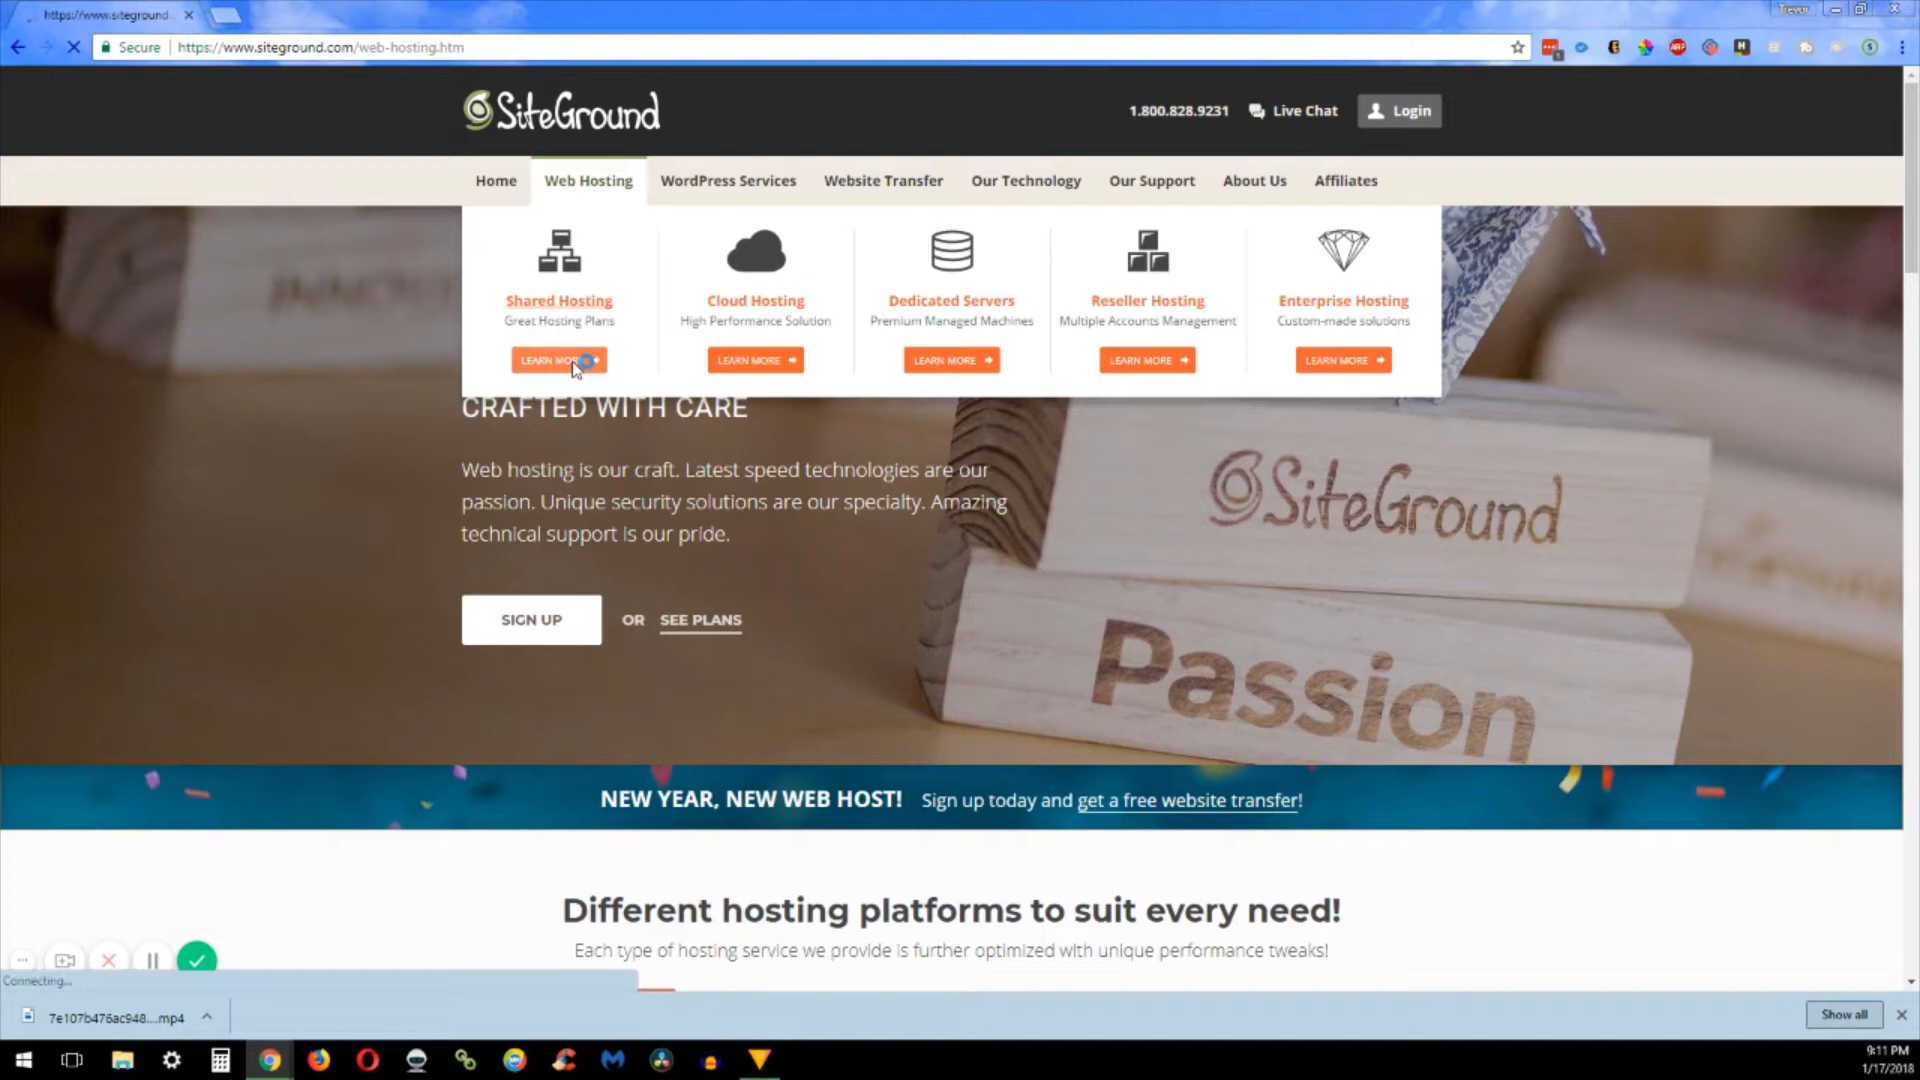 https://www.siteground
Trevor
Secure
https://www.siteground.com/web-hosting.htm
SiteGround
1.800.828.9231
Live Chat
Login
Home
Web Hosting
WordPress Services
Website Transfer
Our Technology
Our Support
About Us
Affiliates
Shared Hosting
Great Hosting Plans
LEARN MORE
Cloud Hosting
High Performance Solution
LEARN MORE
Dedicated Servers
Premium Managed Machines
LEARN MORE
Reseller Hosting
Multiple Accounts Management
LEARN MORE
Enterprise Hosting
Custom-made solutions
LEARN MORE
CRAFTED WITH CARE
Web hosting is our craft. Latest speed technologies are our
passion. Unique security solutions are our specialty. Amazing
technical support is our pride.
SIGN UP
OR
SEE PLANS
SiteGround
Passion
NEW YEAR, NEW WEB HOST! Sign up today and get a free website transfer!
Different hosting platforms to suit every need!
Each type of hosting service we provide is further optimized with unique performance tweaks!
Connecting...
7e107b476ac948....mp4
Show all
9:11 PM
1/17/2018